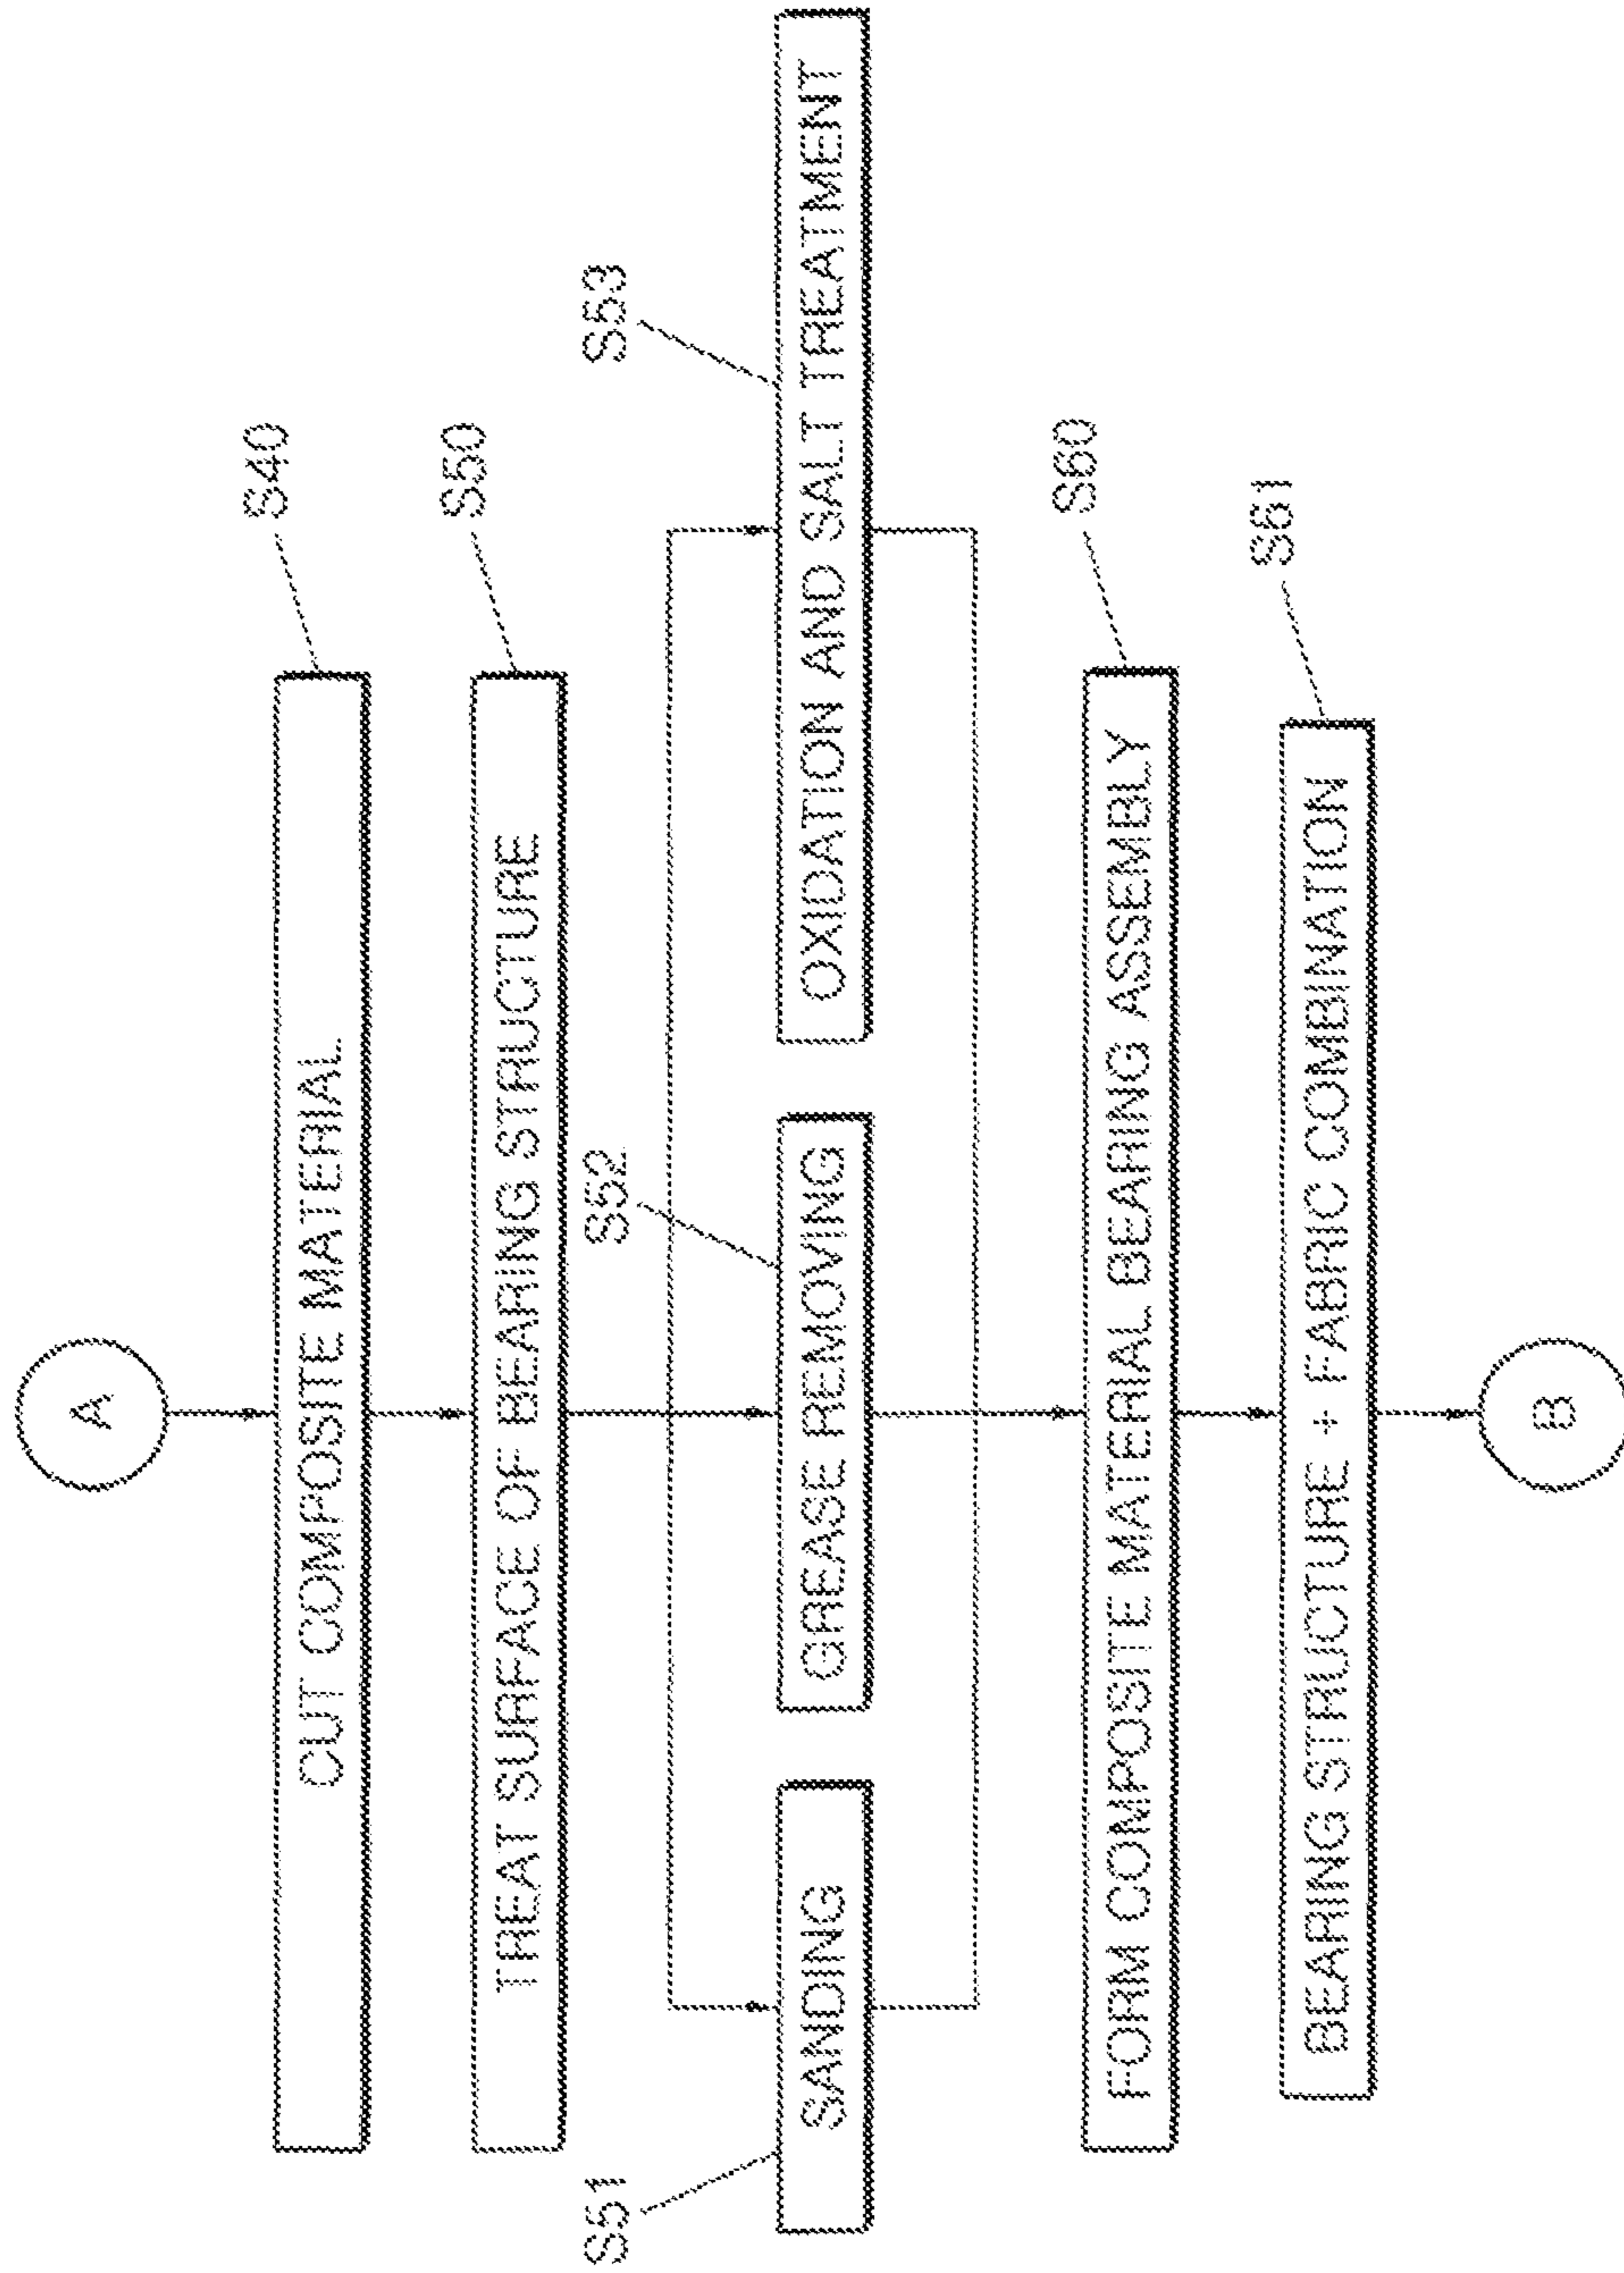 A
S40
CUT COMPOSITE MATERIAL
S50
TREAT SURFACE OF BEARING STRUCTURE
S51
SANDING
S52
GREASE REMOVING
S53
OXIDATION AND SALT TREATMENT
S60
FORM COMPOSITE MATERIAL BEARING ASSEMBLY
S61
BEARING STRUCTURE + FABRIC COMBINATION
B